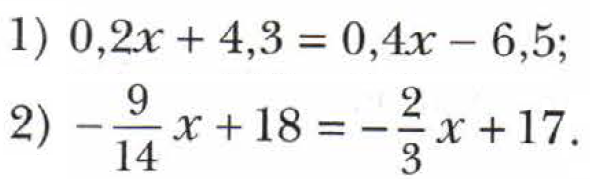 1) 0,2x + 4,3 = 0,4x − 6,5;
2) −9/14 x + 18 = −2/3 x + 17.